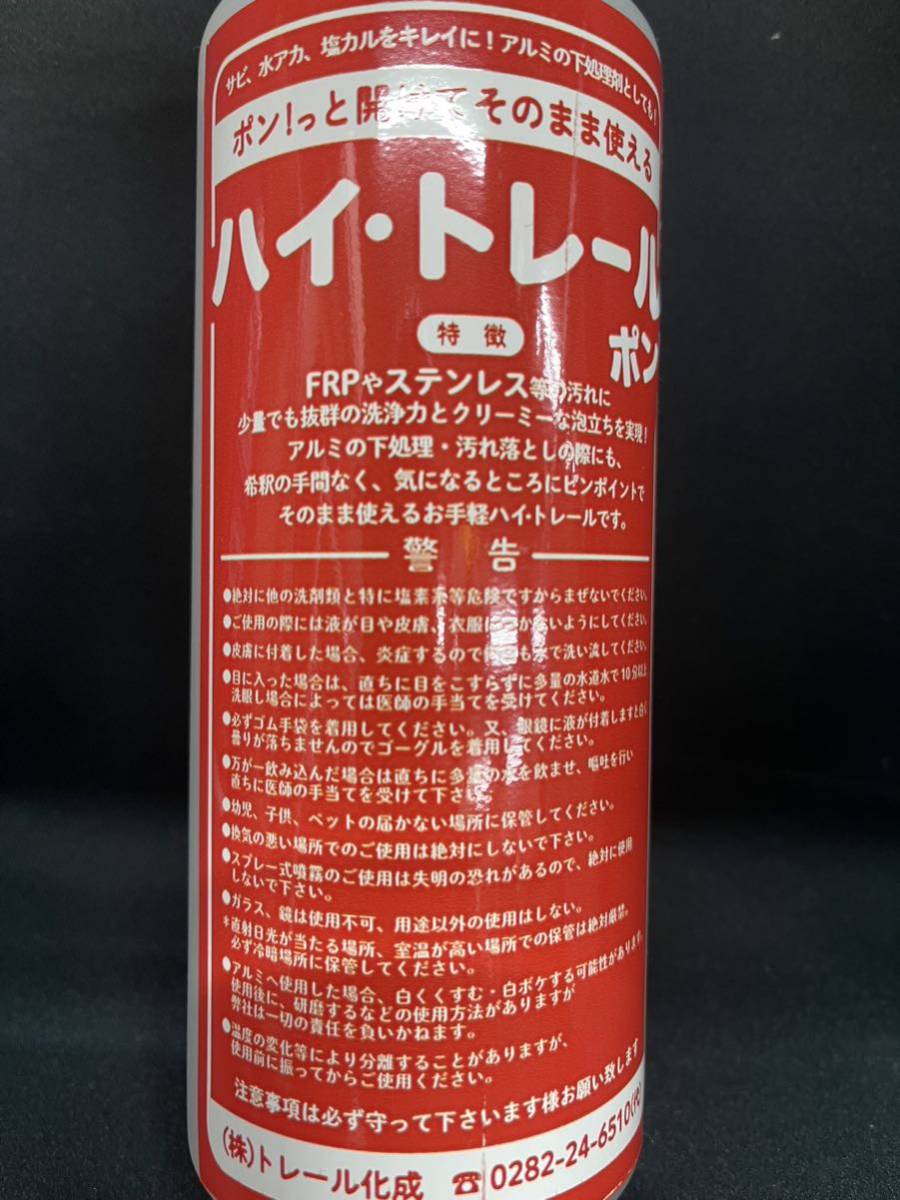 サビ、水アカ、塩カルをキレイに！アルミの下処理剤としても！
ポン！っと開けてそのまま使える
ハイ・トレール
ポン
特徴
FRPやステンレス等の汚れに
少量でも抜群の洗浄力とクリーミーな泡立ちを実現！
アルミの下処理・汚れ落としの際にも、
希釈の手間なく、気になるところにピンポイントで
そのまま使えるお手軽ハイ・トレールです。
警告
●絶対に他の洗剤類と特に塩素系等危険ですからまぜないでください。
●ご使用の際には液が目や皮膚、衣服につかないようにしてください。
●皮膚に付着した場合、炎症するので何度も水で洗い流してください。
●目に入った場合は、直ちに目をこすらずに多量の水道水で10分以上
洗眼し場合によっては医師の手当てを受けてください。
●必ずゴム手袋を着用してください。又、眼鏡に液が付着しますと白く
曇りが落ちませんのでゴーグルを着用してください。
●万が一飲み込んだ場合は直ちに多量の水を飲ませ、嘔吐を行い
直ちに医師の手当てを受けて下さい。
●幼児、子供、ペットの届かない場所に保管してください。
●換気の悪い場所でのご使用は絶対にしないで下さい。
●スプレー式噴霧のご使用は失明の恐れがあるので、絶対に使用
しないで下さい。
●ガラス、鏡は使用不可、用途以外の使用はしない。
*直射日光が当たる場所、室温が高い場所での保管は絶対厳禁。
必ず冷暗場所に保管してください。
●アルミへ使用した場合、白くくすむ・白ボケする可能性があります。
使用後に、研磨するなどの使用方法がありますが
弊社は一切の責任を負いかねます。
●温度の変化等により分離することがありますが、
使用前に振ってからご使用ください。
注意事項は必ず守って下さいます様お願い致します
(株)トレール化成 ☎0282-24-6510(代)